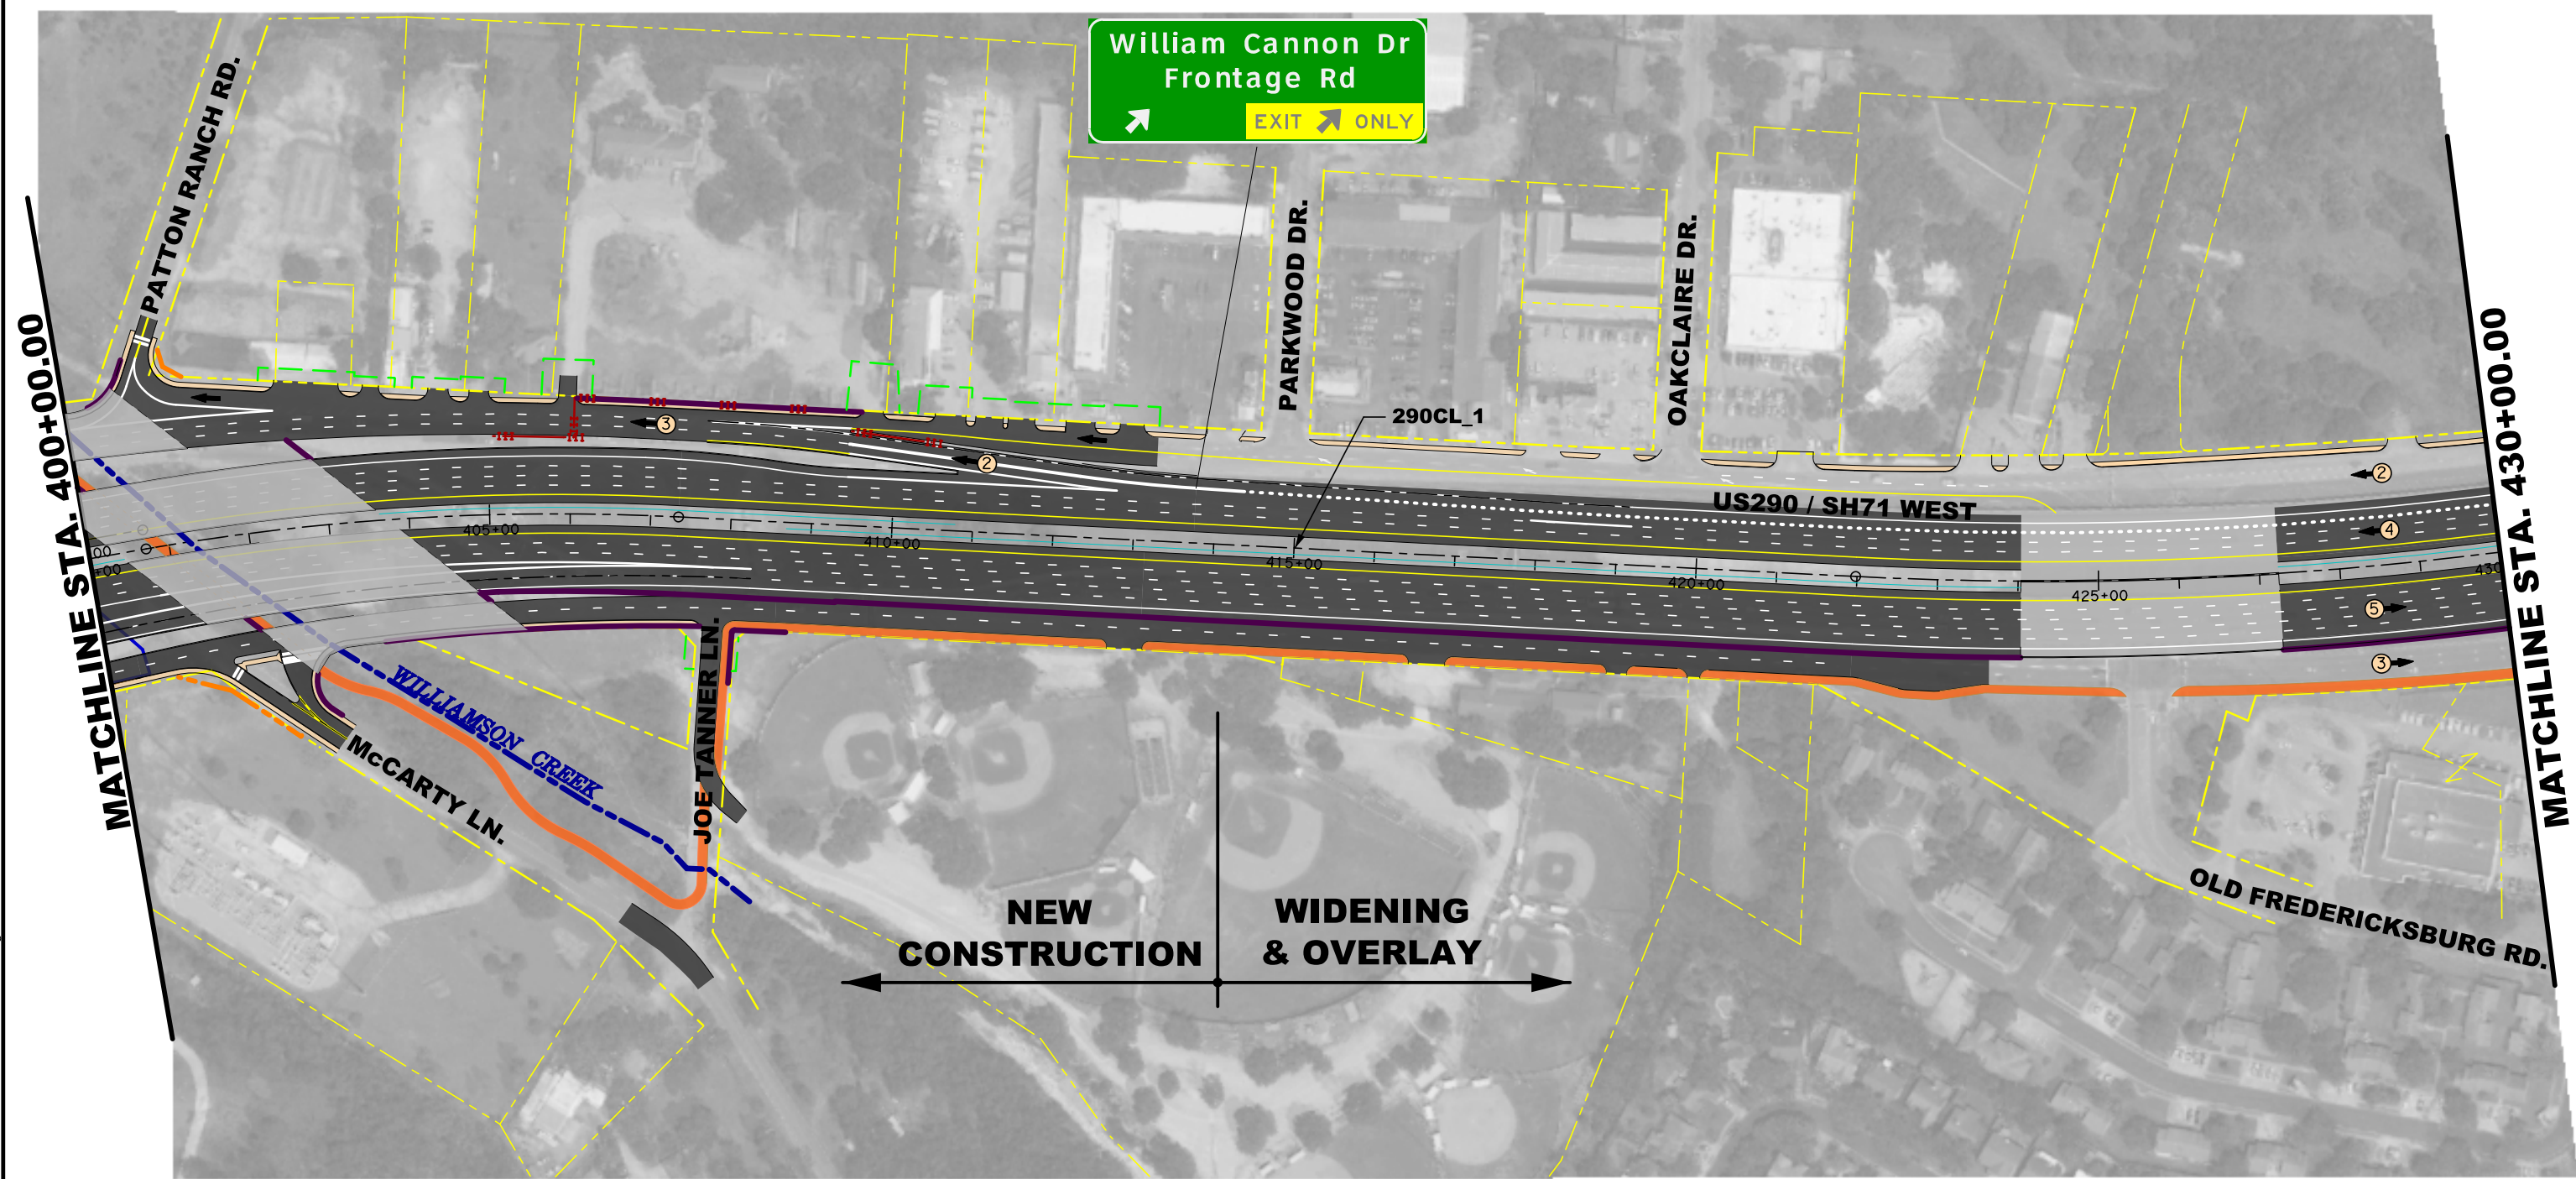 William Cannon Dr
Frontage Rd
EXIT ONLY
PATTON RANCH RD.
PARKWOOD DR.
OAKCLAIRE DR.
MATCHLINE STA. 400+00.00
MATCHLINE STA. 430+00.00
290CL_1
3
2
2
US290 / SH71 WEST
4
405+00
410+00
415+00
420+00
425+00
430
00
+00
5
3
WILLIAMSON CREEK
McCARTY LN.
JOE TANNER LN.
NEW
CONSTRUCTION
WIDENING
& OVERLAY
OLD FREDERICKSBURG RD.